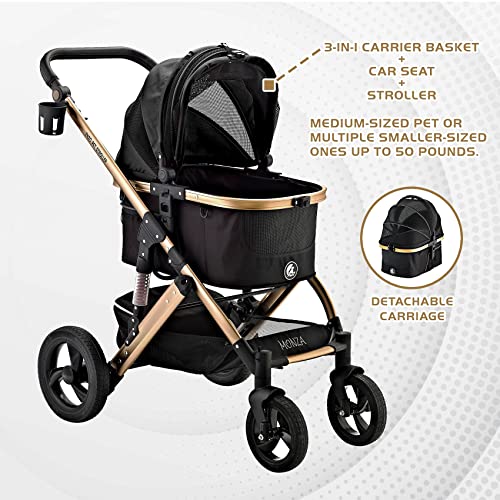 3-IN-1 CARRIER BASKET
+
CAR SEAT
+
STROLLER
MEDIUM-SIZED PET OR
MULTIPLE SMALLER-SIZED
ONES UP TO 50 POUNDS.
DETACHABLE
CARRIAGE
MONZA